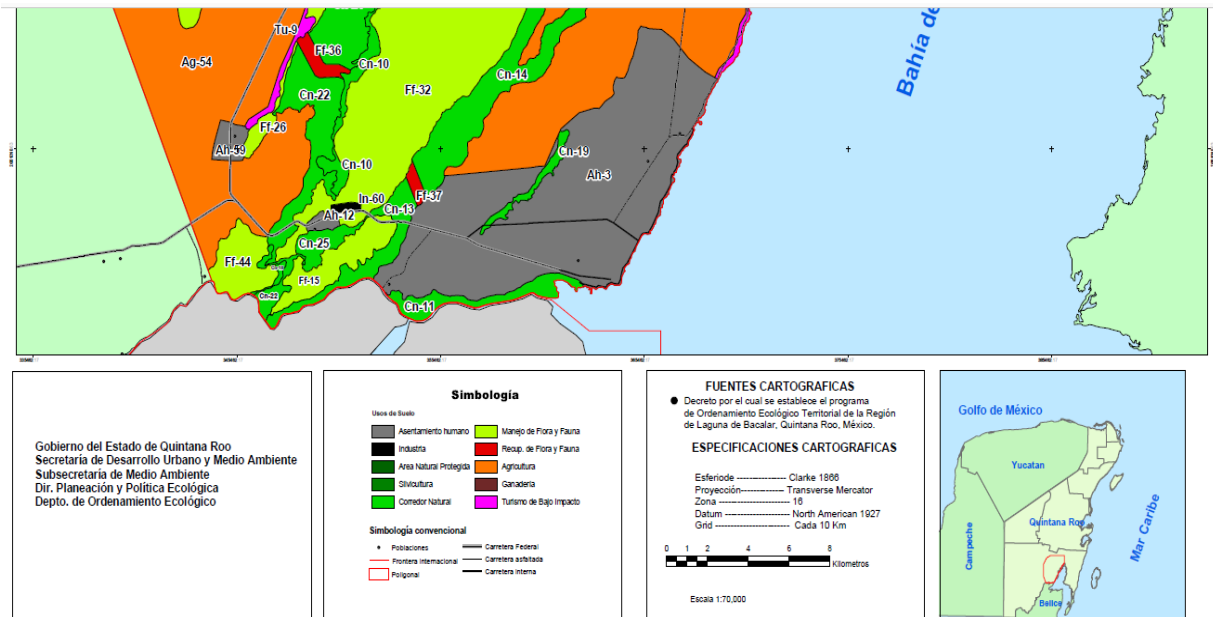 Tu-9
Ff-36
Cn-10
Ag-54
Cn-14
Bahía de
Cn-22
Ff-32
Ff-26
Ah-59
Cn-19
Cn-10
Ah-3
In-60
Ff-37
Cn-13
Ah-12
Cn-25
Ff-44
Ff-15
Cn-22
Cn-11
Gobierno del Estado de Quintana Roo
Secretaría de Desarrollo Urbano y Medio Ambiente
Subsecretaría de Medio Ambiente
Dir. Planeación y Política Ecológica
Depto. de Ordenamiento Ecológico
Simbología
Usos de Suelo
Asentamiento humano
Manejo de Flora y Fauna
Industria
Recup. de Flora y Fauna
Area Natural Protegida
Agricultura
Silvicultura
Ganadería
Corredor Natural
Turismo de Bajo Impacto
Simbología convencional
Poblaciones
Carretera Federal
Frontera internacional
Carretera asfaltada
Poligonal
Carretera interna
FUENTES CARTOGRAFICAS
● Decreto por el cual se establece el programa
de Ordenamiento Ecológico Territorial de la Región
de Laguna de Bacalar, Quintana Roo, México.
ESPECIFICACIONES CARTOGRAFICAS
Esferiode ---------------- Clarke 1866
Proyección------------- Transverse Mercator
Zona ----------------------- 16
Datum --------------------- North American 1927
Grid ------------------------ Cada 10 Km
0 1 2 4 6 8
Kilometros
Escala 1:70,000
Golfo de México
Yucatan
Quintana Roo
Campeche
Mar Caribe
Belice